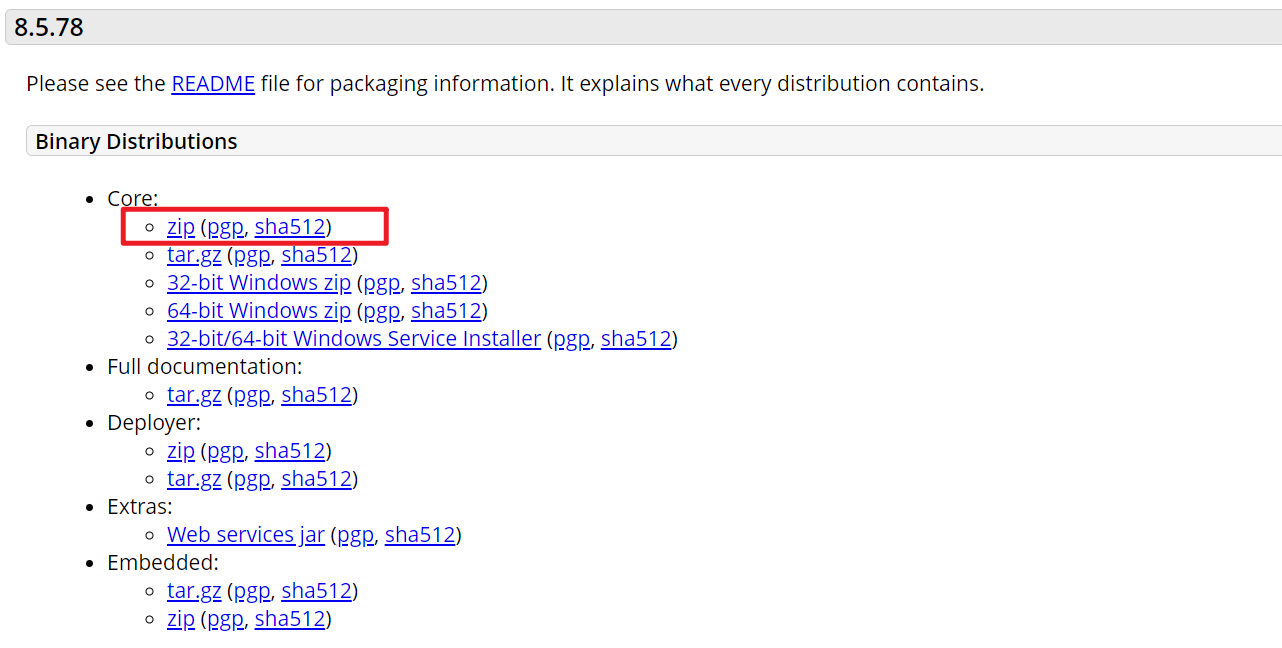 8.5.78
Please see the README file for packaging information. It explains what every distribution contains.
Binary Distributions
Core:
zip (pgp, sha512)
tar.gz (pgp, sha512)
32-bit Windows zip (pgp, sha512)
64-bit Windows zip (pgp, sha512)
32-bit/64-bit Windows Service Installer (pgp, sha512)
Full documentation:
tar.gz (pgp, sha512)
Deployer:
zip (pgp, sha512)
tar.gz (pgp, sha512)
Extras:
Web services jar (pgp, sha512)
Embedded:
tar.gz (pgp, sha512)
zip (pgp, sha512)